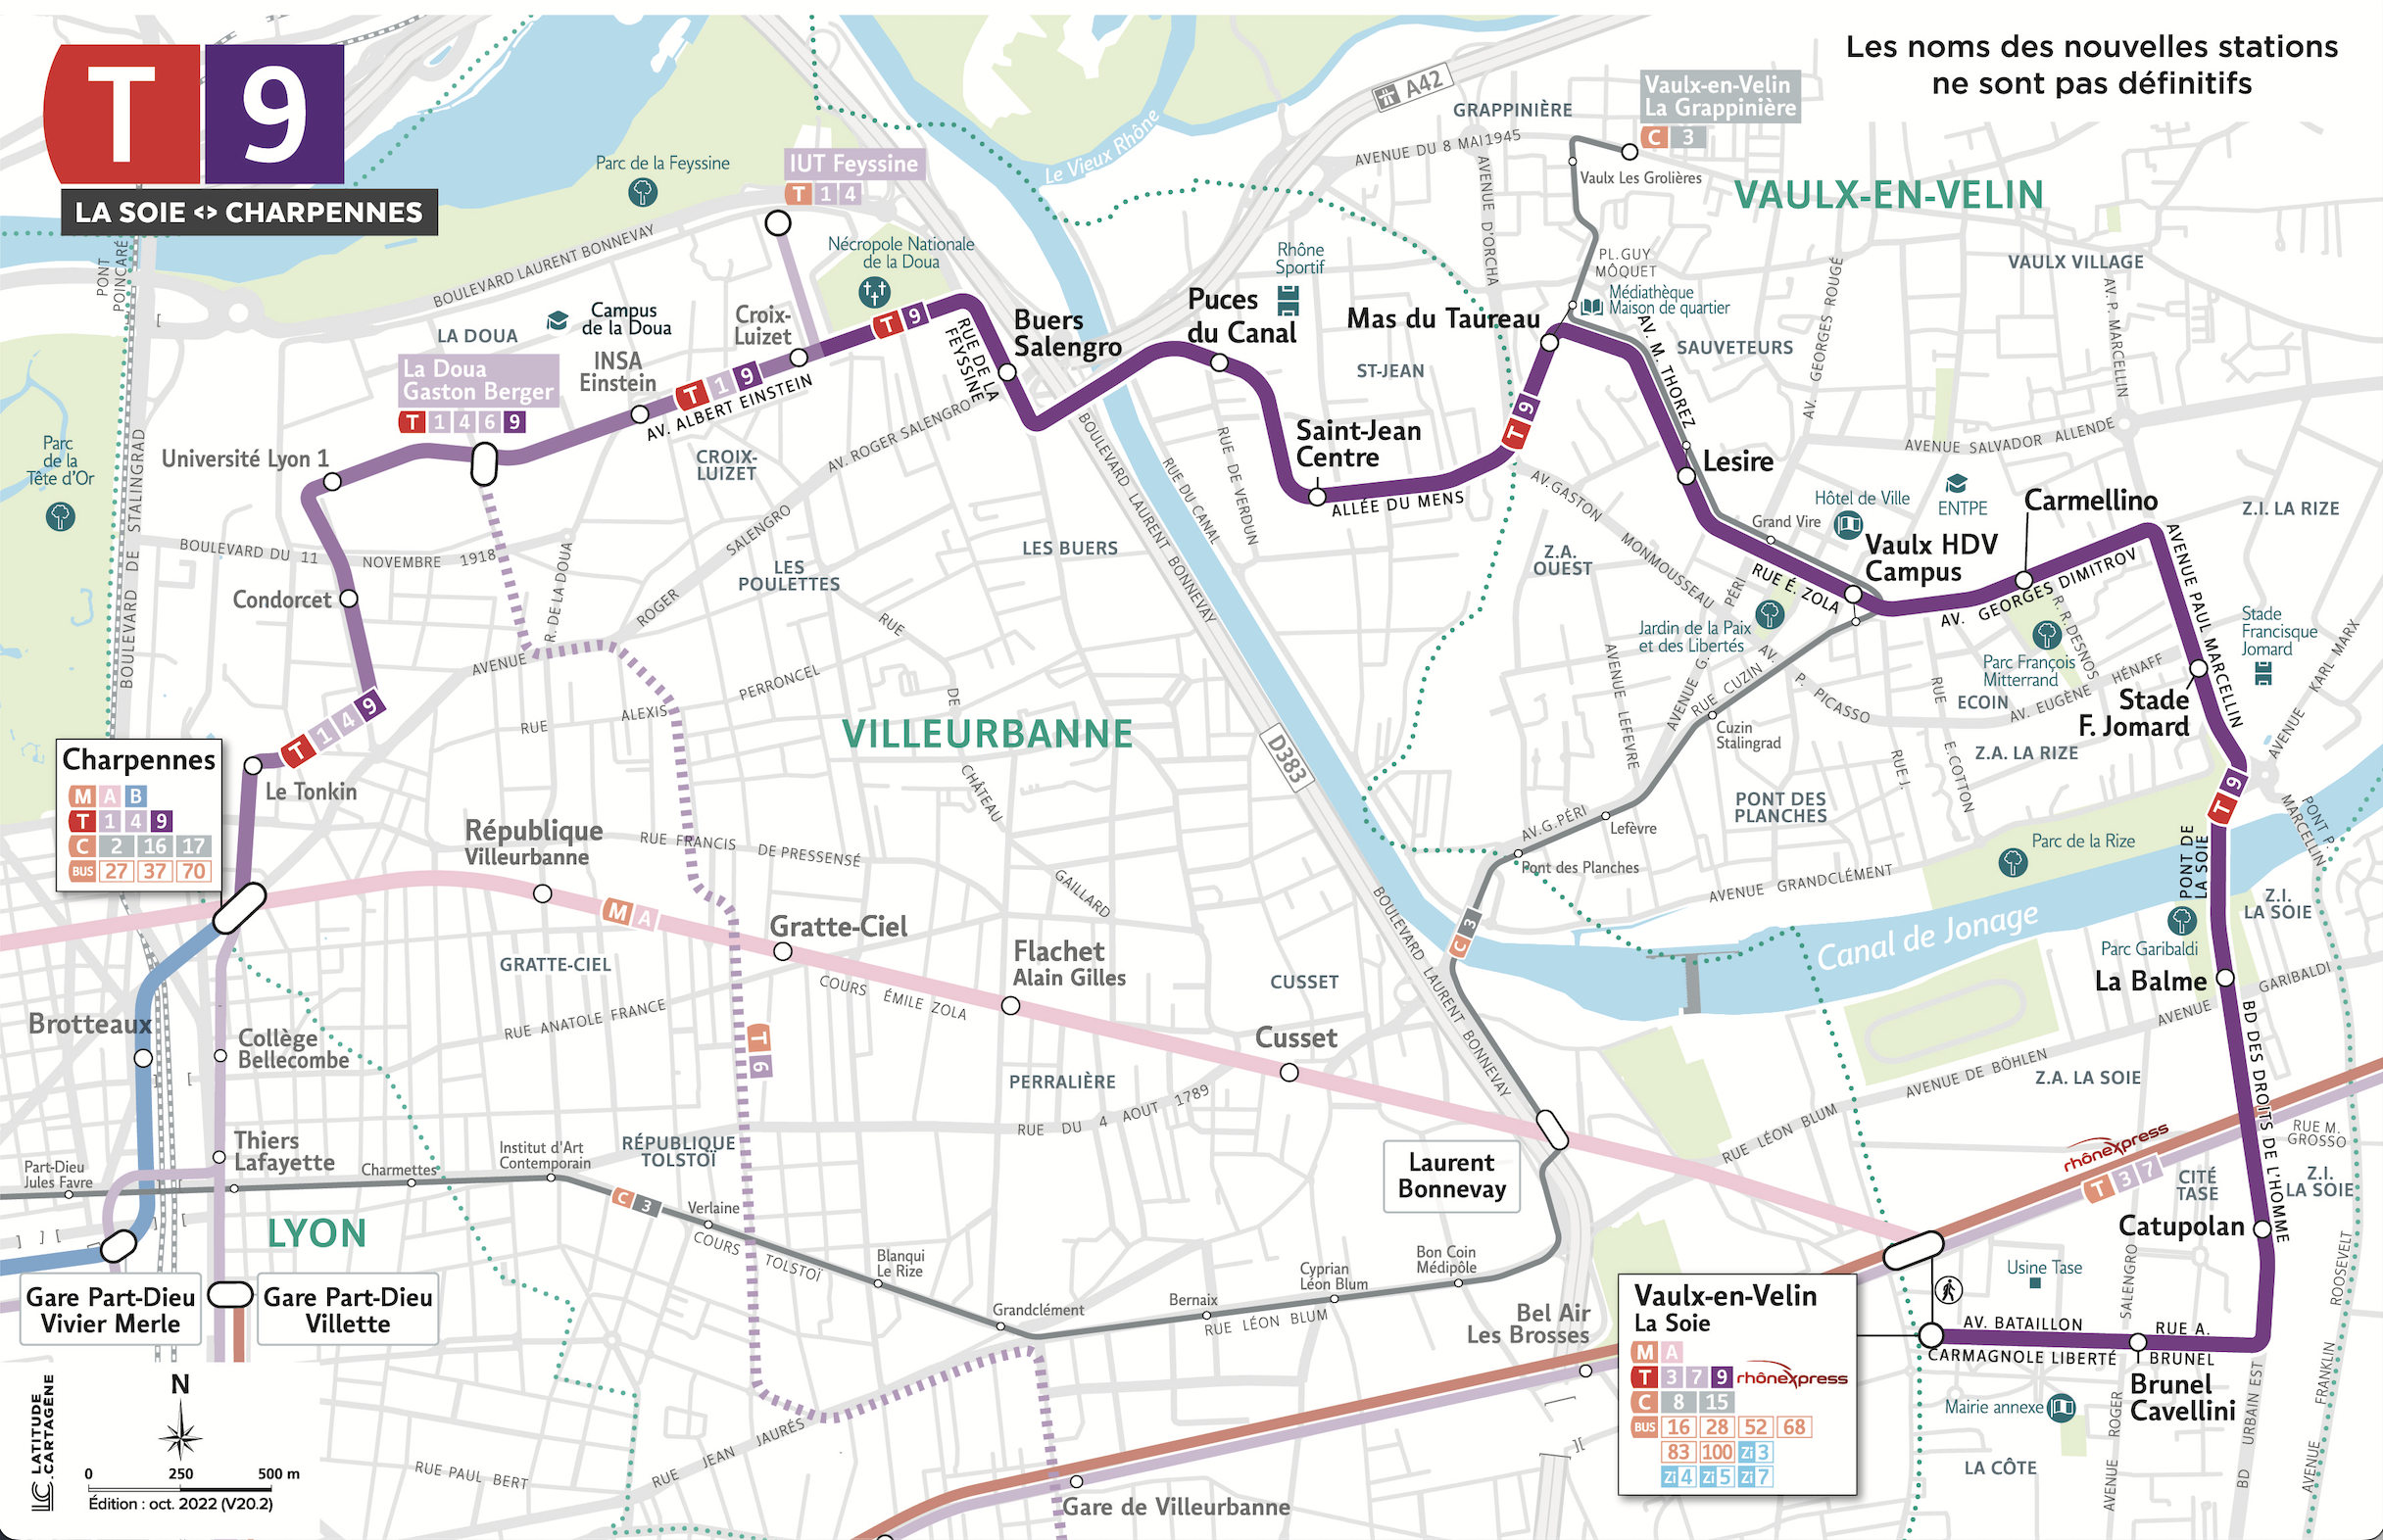 T 9
LA SOIE <> CHARPENNES
Les noms des nouvelles stations
ne sont pas définitifs
A42
GRAPPINIÈRE
AVENUE DU 8 MAI1945
Vaulx-en-Velin
La Grappinière
C 3
Vaulx Les Grolières
VAULX-EN-VELIN
VAULX VILLAGE
AV. P. MARCELLIN
AVENUE D'ORCHA
PL.GUY
MÔQUET
Médiathèque
Maison de quartier
AV. GEORGES ROUGÉ
SAUVETEURS
AV. M. THOREZ
Le Vieux Rhône
Parc de la Feyssine
IUT Feyssine
T 1 4
Nécropole Nationale
de la Doua
BOULEVARD LAURENT BONNEVAY
PONT
POINCARÉ
LA DOUA
Campus
de la Doua
Croix-
Luizet
INSA
Einstein
T 9
RUE DE LA
FEYSSINE
Buers
Salengro
Puces
du Canal
Rhône
Sportif
Mas du Taureau
ST-JEAN
Saint-Jean
Centre
ALLÉE DU MENS
T 9
Lesire
AVENUE SALVADOR ALLENDE
La Doua
Gaston Berger
T 1 4 6 9
T 1 9
AV. ALBERT EINSTEIN
AV. ROGER SALENGRO
CROIX-
LUIZET
Université Lyon 1
Parc
de la
Tête d'Or
BOULEVARD DE STALINGRAD
BOULEVARD DU 11 NOVEMBRE 1918
Condorcet
R. DE LA DOUA
SALENGRO
ROGER
AVENUE
LES
POULETTES
LES BUERS
RUE
DE
CHÂTEAU
GAILLARD
PERRONCEL
ALEXIS
RUE
BOULEVARD LAURENT BONNEVAY
RUE DU CANAL
RUE DE VERDUN
AV.GASTON
MONMOUSSEAU
Z.A.
OUEST
Grand Vire
Hôtel de Ville
ENTPE
Carmellino
Z.I. LA RIZE
Vaulx HDV
Campus
RUE É. ZOLA
AV. GEORGES DIMITROV
AVENUE PAUL MARCELLIN
PÉRI
AVENUE G.
Jardin de la Paix
et des Libertés
AV.
P. PICASSO
RUE CUZIN
AVENUE LEFEVRE
Cuzin
Stalingrad
R. R.DESNOS
Parc François
Mitterrand
Stade
Francisque
Jomard
AVENUE KARL MARX
RUE
ECOIN
AV. EUGÈNE HÉNAFF
Stade
F. Jomard
Z.A. LA RIZE
RUE J.
E.COTTON
T 9
VILLEURBANNE
D383
T 1 4 9
Le Tonkin
Charpennes
M A B
T 1 4 9
C 2 16 17
BUS 27 37 70
République
Villeurbanne
RUE FRANCIS DE PRESSENSÉ
M A
Gratte-Ciel
GRATTE-CIEL
RUE ANATOLE FRANCE
COURS ÉMILE ZOLA
Flachet
Alain Gilles
T 6
CUSSET
Cusset
PERRALIÈRE
RUE DU 4 AOUT 1789
PONT DES
PLANCHES
AV.G.PÉRI
Lefèvre
Pont des Planches
AVENUE GRANDCLÉMENT
Parc de la Rize
PONT DE
LA SOIE
PONT P.
MARCELLIN
Z.I.
LA SOIE
Canal de Jonage
Parc Garibaldi
La Balme
AVENUE GARIBALDI
C 3
BOULEVARD LAURENT BONNEVAY
BD DES DROITS DE L'HOMME
AVENUE DE BÖHLEN
Z.A. LA SOIE
RUE LÉON BLUM
RUE M.
GROSSO
rhônexpress
T 3 7
CITÉ
TASE
Z.I.
LA SOIE
Catupolan
Brotteaux
Collège
Bellecombe
Thiers
Lafayette
Part-Dieu
Jules Favre
Charmettes
Institut d'Art
Contemporain
RÉPUBLIQUE
TOLSTOÏ
C 3
Verlaine
COURS TOLSTOÏ
Blanqui
Le Rize
Grandclément
Bernaix
RUE LÉON BLUM
Cyprian
Léon Blum
Bon Coin
Médipôle
Laurent
Bonnevay
LYON
Gare Part-Dieu
Vivier Merle
Gare Part-Dieu
Villette
Bel Air
Les Brosses
Vaulx-en-Velin
La Soie
M A
T 3 7 9 rhônexpress
C 8 15
BUS 16 28 52 68
83 100 Zi 3
Zi 4 Zi 5 Zi 7
Usine Tase
AV. BATAILLON
CARMAGNOLE LIBERTÉ
RUE A.
BRUNEL
SALENGRO
AVENUE ROGER
Brunel
Cavellini
Mairie annexe
LA CÔTE
BD URBAIN EST
AVENUE FRANKLIN ROOSEVELT
LATITUDE
CARTAGÈNE
N
0 250 500 m
Édition : oct. 2022 (V20.2)
RUE PAUL BERT
RUE JEAN JAURÈS
Gare de Villeurbanne